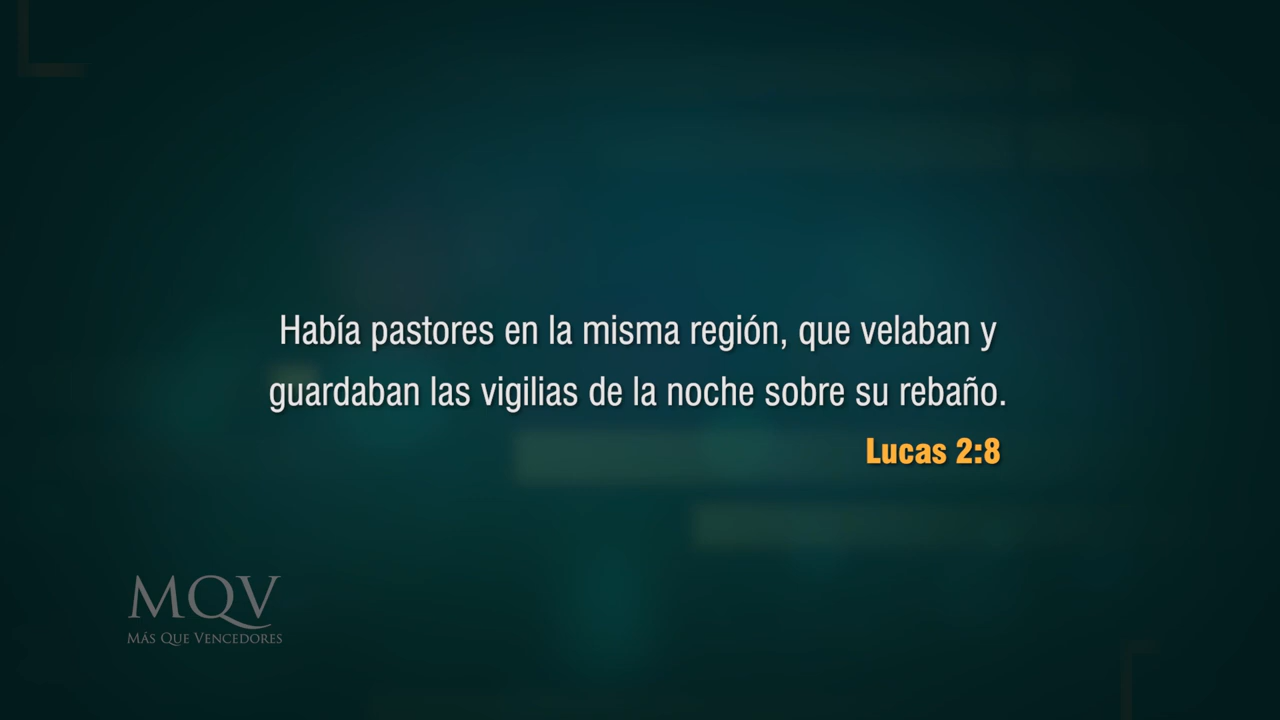 Había pastores en la misma región, que velaban y
guardaban las vigilias de la noche sobre su rebaño.
Lucas 2:8
MQV
MÁS QUE VENCEDORES